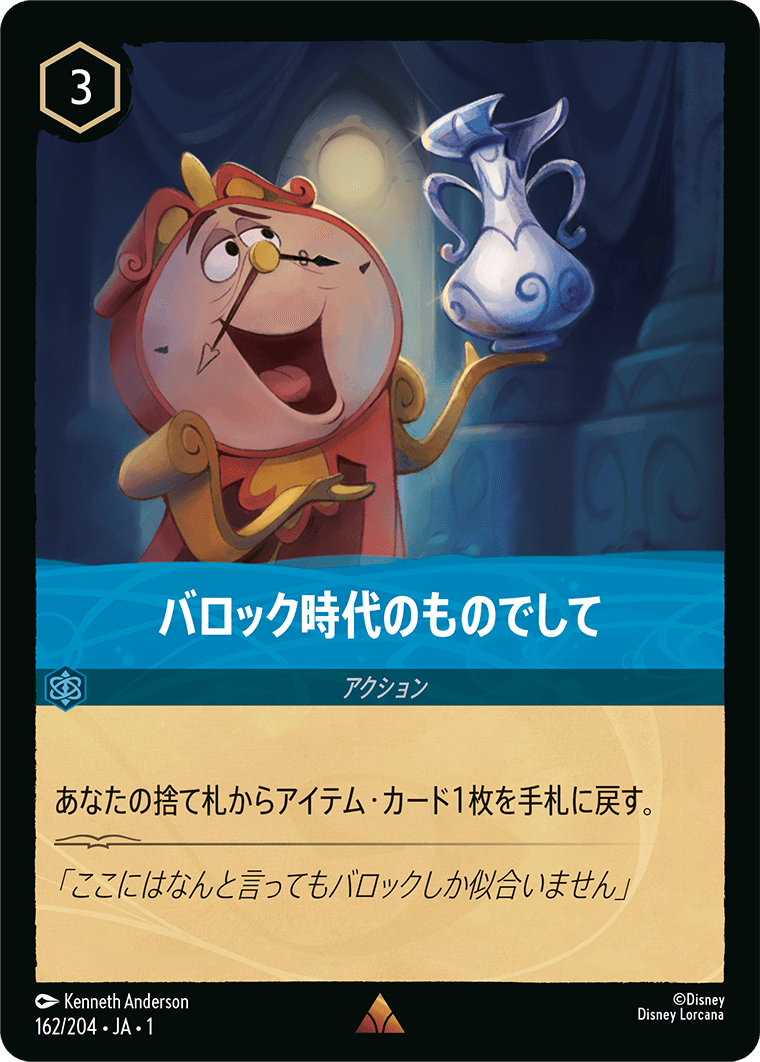 3
バロック時代のものでして
アクション
あなたの捨て札からアイテム・カード1枚を手札に戻す。
「ここにはなんと言ってもバロックしか似合いません」
Kenneth Anderson
162/204 • JA • 1
©Disney
Disney Lorcana